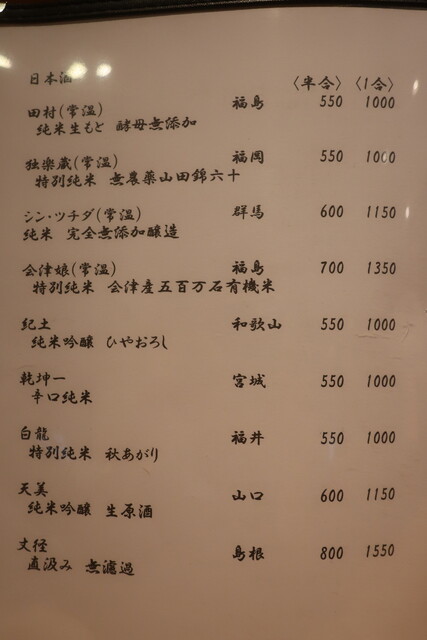 日本酒 〈半合〉 〈1合〉
田村(常温) 福島 550 1000
純米生もと 酵母無添加
独楽蔵(常温) 福岡 550 1000
特別純米 無農薬山田錦六十
シン・ツチダ(常温) 群馬 600 1150
純米 完全無添加醸造
会津娘(常温) 福島 700 1350
特別純米 会津産五百万石有機米
紀土 和歌山 550 1000
純米吟醸 ひやおろし
乾坤一 宮城 550 1000
辛口純米
白龍 福井 550 1000
特別純米 秋あがり
天美 山口 600 1150
純米吟醸 生原酒
丈径 島根 800 1550
直汲み 無濾過